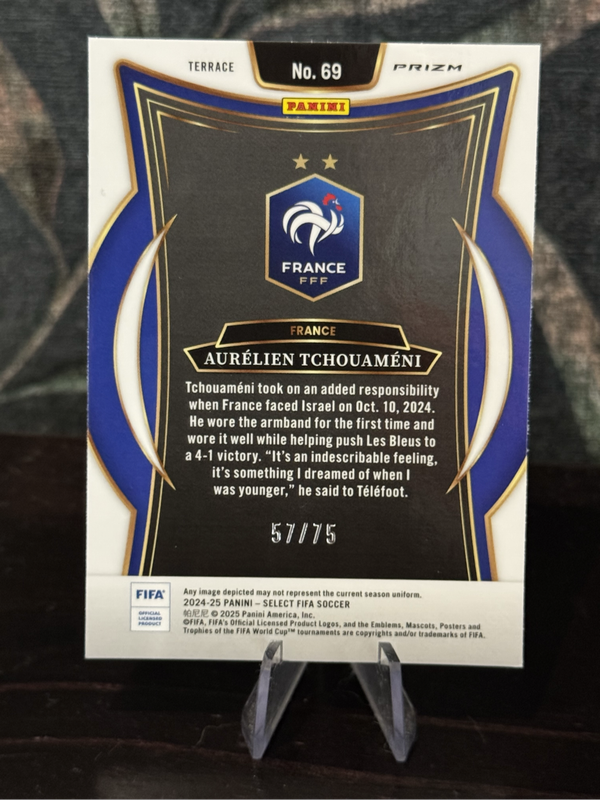 TERRACE
No. 69
PRIZM
PANINI
FRANCE
FFF
FRANCE
AURÉLIEN TCHOUAMÉNI
Tchouaméni took on an added responsibility
when France faced Israel on Oct. 10, 2024.
He wore the armband for the first time and
wore it well while helping push Les Bleus to
a 4-1 victory. “It’s an indescribable feeling,
it’s something I dreamed of when I
was younger,” he said to Téléfoot.
57/75
FIFA®
OFFICIAL
LICENSED
PRODUCT
Any image depicted may not represent the current season uniform.
2024-25 PANINI – SELECT FIFA SOCCER
帕尼尼 © 2025 Panini America, Inc.
©FIFA, FIFA's Official Licensed Product Logos, and the Emblems, Mascots, Posters and
Trophies of the FIFA World Cup™ tournaments are copyrights and/or trademarks of FIFA.